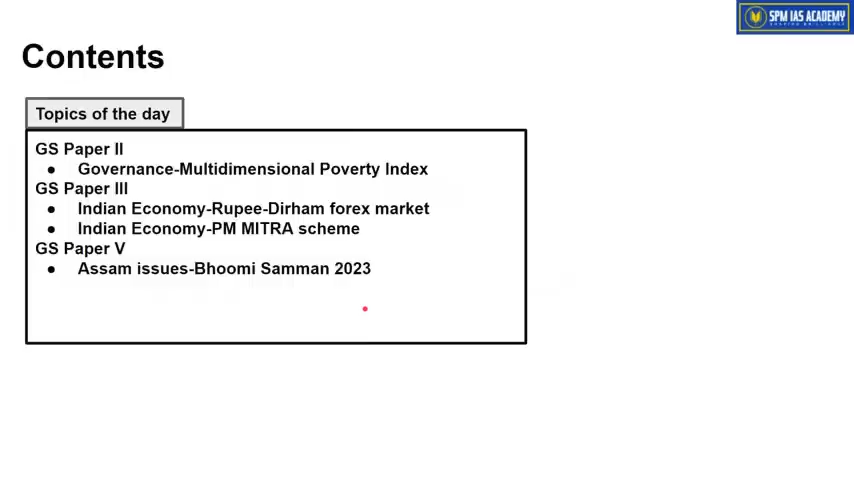 SPM IAS ACADEMY
Contents
Topics of the day
GS Paper II
● Governance-Multidimensional Poverty Index
GS Paper III
● Indian Economy-Rupee-Dirham forex market
● Indian Economy-PM MITRA scheme
GS Paper V
● Assam issues-Bhoomi Samman 2023